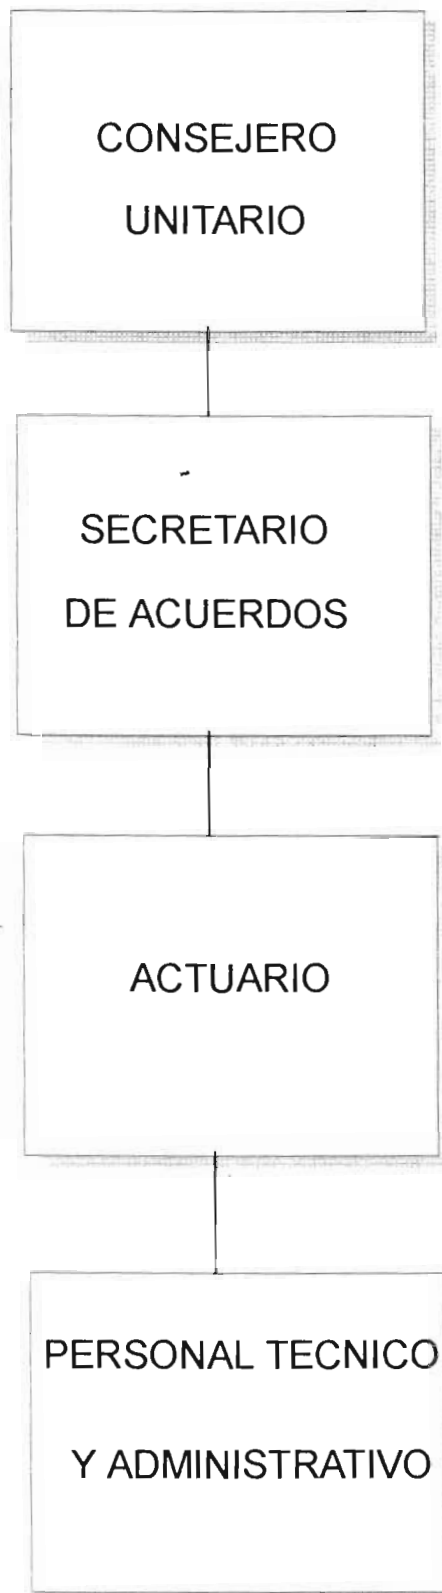 CONSEJERO
UNITARIO
SECRETARIO
DE ACUERDOS
ACTUARIO
PERSONAL TECNICO
Y ADMINISTRATIVO